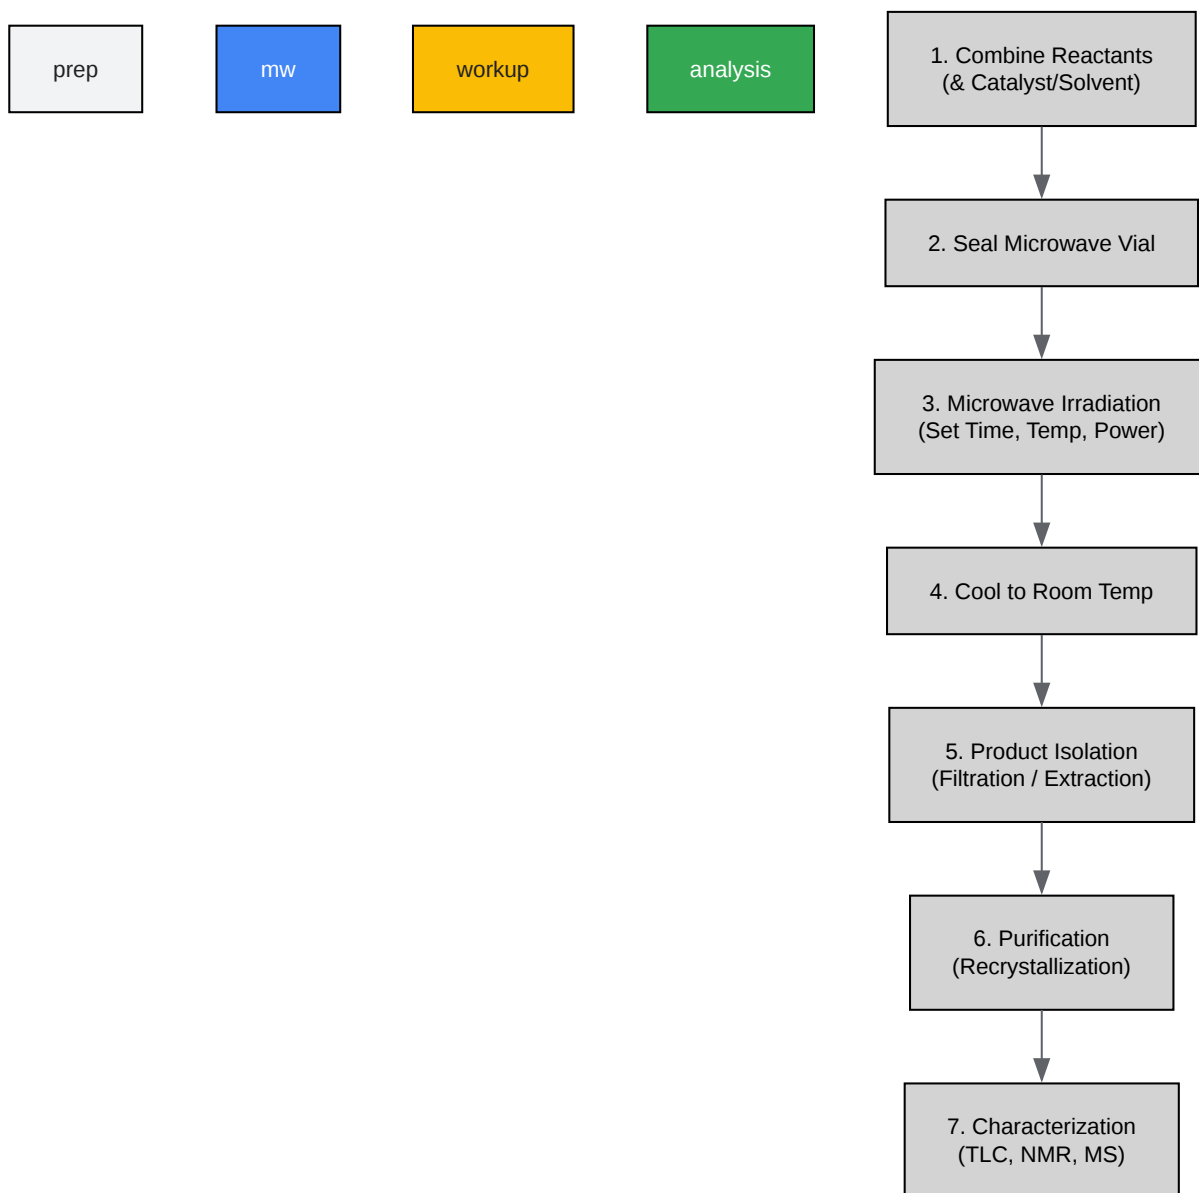 prep
mw
workup
analysis
1. Combine Reactants
(& Catalyst/Solvent)
2. Seal Microwave Vial
3. Microwave Irradiation
(Set Time, Temp, Power)
4. Cool to Room Temp
5. Product Isolation
(Filtration / Extraction)
6. Purification
(Recrystallization)
7. Characterization
(TLC, NMR, MS)